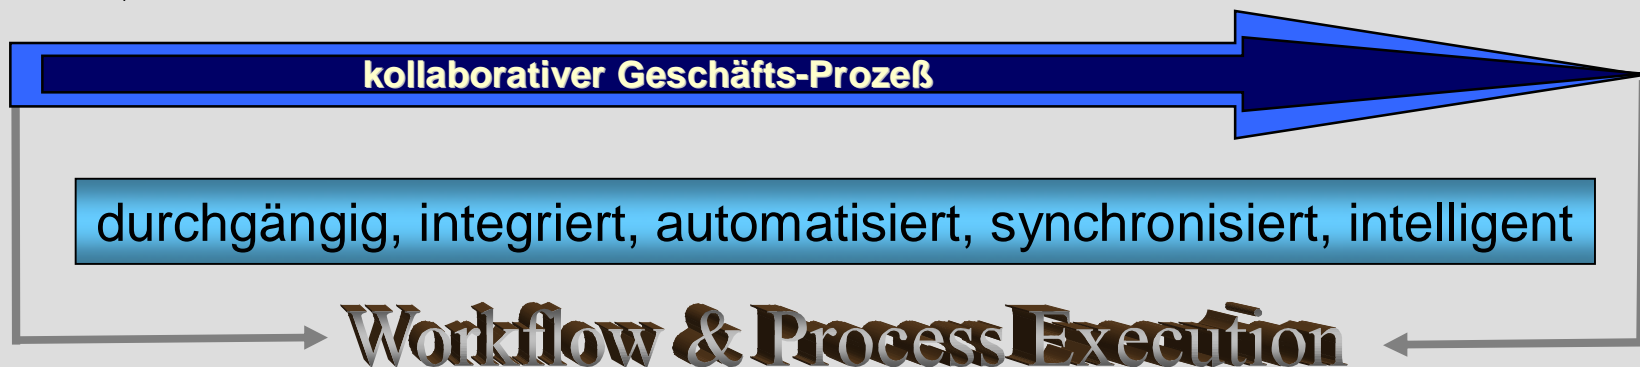 kollaborativer Geschäfts-Prozeß
durchgängig, integriert, automatisiert, synchronisiert, intelligent
Workflow & Process Execution